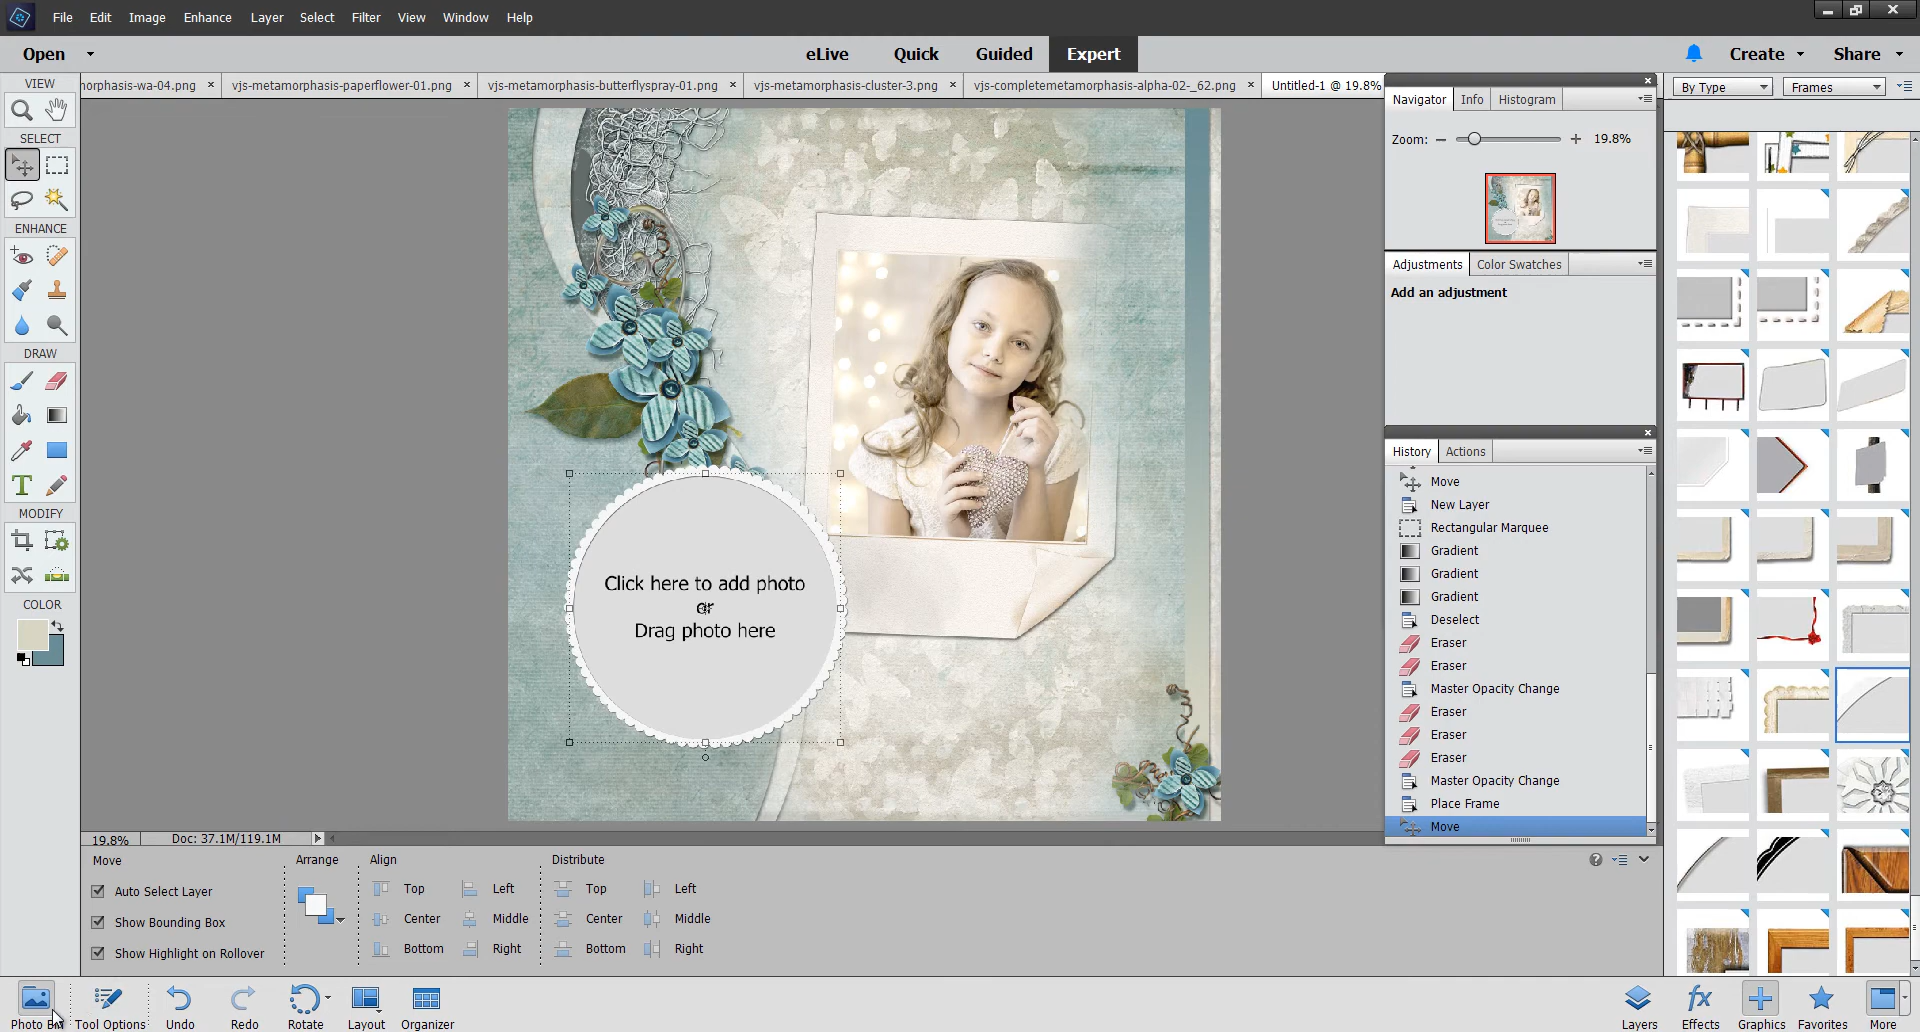 File Edit Image Enhance Layer Select Filter View Window Help
Open eLive Quick Guided Expert Create Share
orphasis-wa-04.png × vjs-metamorphasis-paperflower-01.png × vjs-metamorphasis-butterflyspray-01.png × vjs-metamorphasis-cluster-3.png × vjs-completemetamorphasis-alpha-02-_62.png × Untitled-1 @ 19.8%
By Type Frames
VIEW
SELECT
ENHANCE
DRAW
MODIFY
COLOR
Navigator Info Histogram
Zoom: 19.8%
Adjustments Color Swatches
Add an adjustment
History Actions
Move
New Layer
Rectangular Marquee
Gradient
Gradient
Gradient
Deselect
Eraser
Eraser
Master Opacity Change
Eraser
Eraser
Eraser
Master Opacity Change
Place Frame
Move
Click here to add photo
or
Drag photo here
19.8% Doc: 37.1M/119.1M
Move Arrange Align Distribute
Auto Select Layer Top Left Top Left
Show Bounding Box Center Middle Center Middle
Show Highlight on Rollover Bottom Right Bottom Right
Photo Tool Options Undo Redo Rotate Layout Organizer Layers Effects Graphics Favorites More